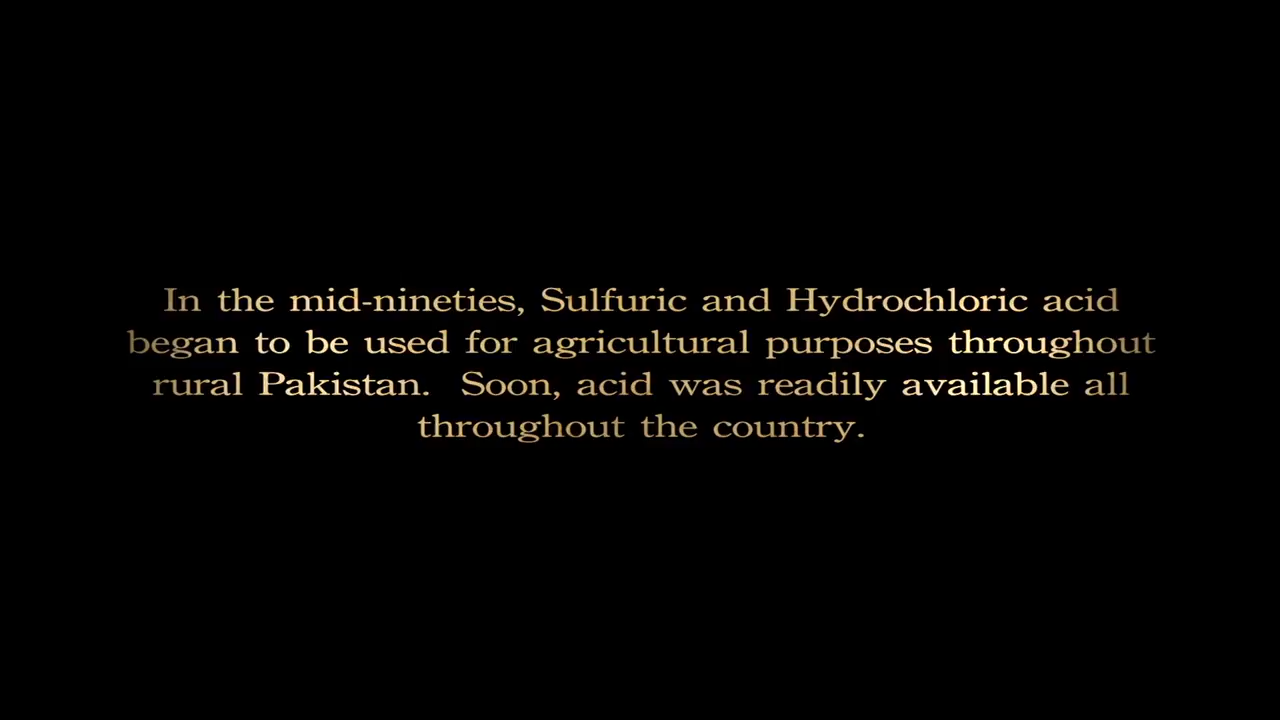 In the mid-nineties, Sulfuric and Hydrochloric acid
began to be used for agricultural purposes throughout
rural Pakistan.  Soon, acid was readily available all
throughout the country.